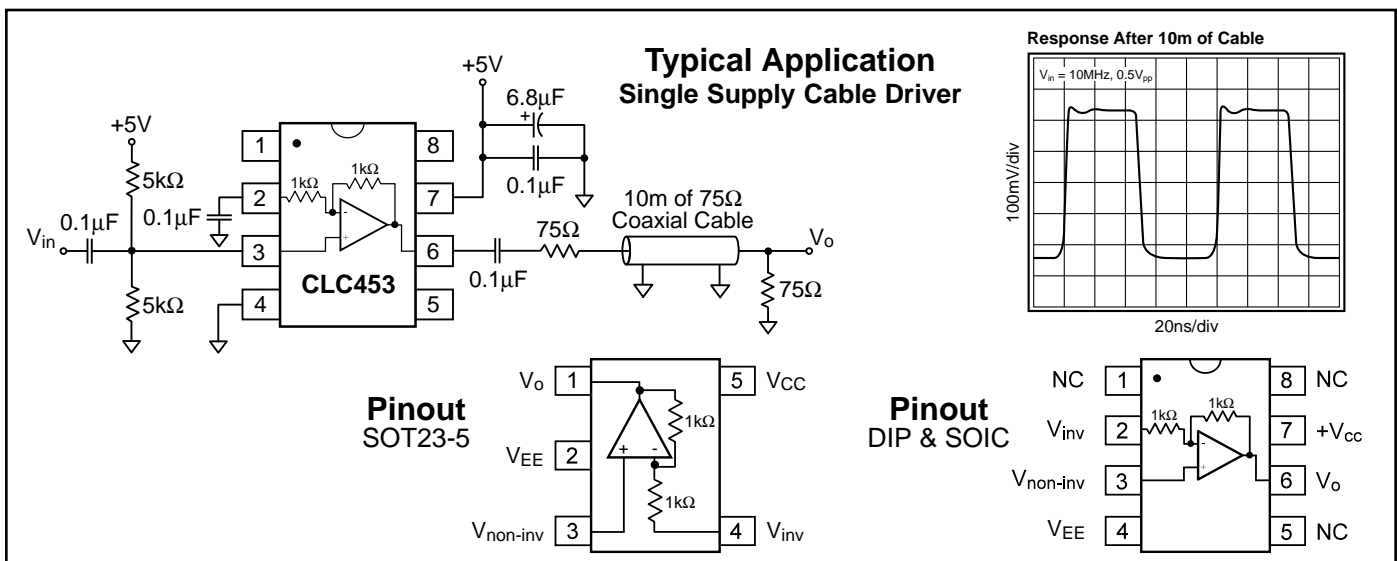 Typical Application
Single Supply Cable Driver
+5V
6.8µF
+
0.1µF
+5V
5kΩ
0.1µF
Vin
5kΩ
0.1µF
1
2
3
4
8
7
6
5
1kΩ
1kΩ
-
+
CLC453
0.1µF
75Ω
10m of 75Ω
Coaxial Cable
Vo
75Ω
Response After 10m of Cable
Vin = 10MHz, 0.5Vpp
100mV/div
20ns/div
Pinout
SOT23-5
Vo 1
VEE 2
Vnon-inv 3
5 VCC
4 Vinv
+ -
1kΩ
1kΩ
Pinout
DIP & SOIC
NC 1
Vinv 2
Vnon-inv 3
VEE 4
8 NC
7 +Vcc
6 Vo
5 NC
1kΩ
1kΩ
-
+